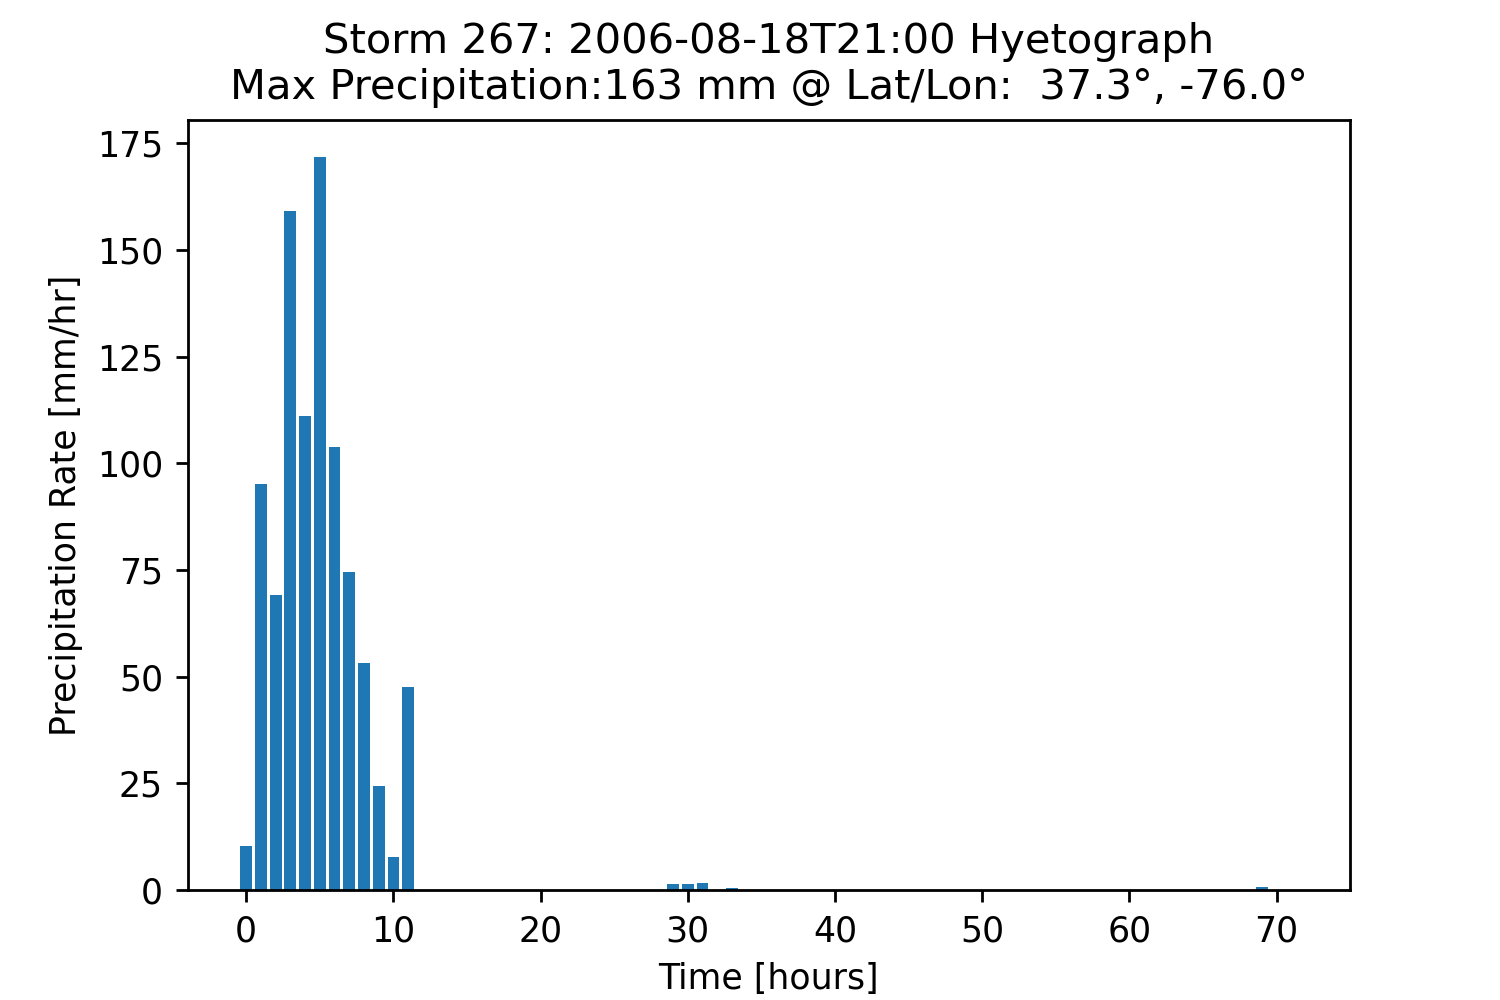 Storm 267: 2006-08-18T21:00 Hyetograph
Max Precipitation:163 mm @ Lat/Lon:  37.3°, -76.0°
175
150
125
100
75
50
25
0
Precipitation Rate [mm/hr]
0 10 20 30 40 50 60 70
Time [hours]